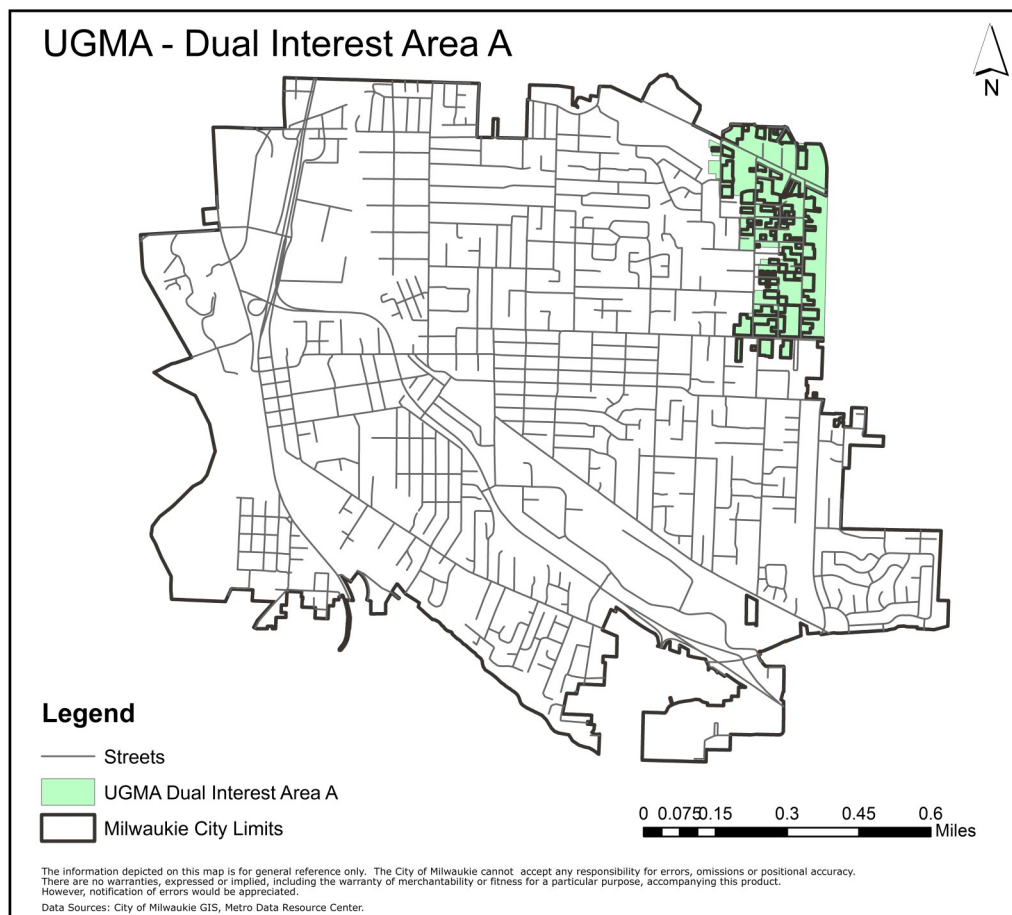 UGMA - Dual Interest Area A
N
Legend
Streets
UGMA Dual Interest Area A
Milwaukie City Limits
0 0.075 0.15 0.3 0.45 0.6
Miles
The information depicted on this map is for general reference only. The City of Milwaukie cannot accept any responsibility for errors, omissions or positional accuracy.
There are no warranties, expressed or implied, including the warranty of merchantability or fitness for a particular purpose, accompanying this product.
However, notification of errors would be appreciated.
Data Sources: City of Milwaukie GIS, Metro Data Resource Center.